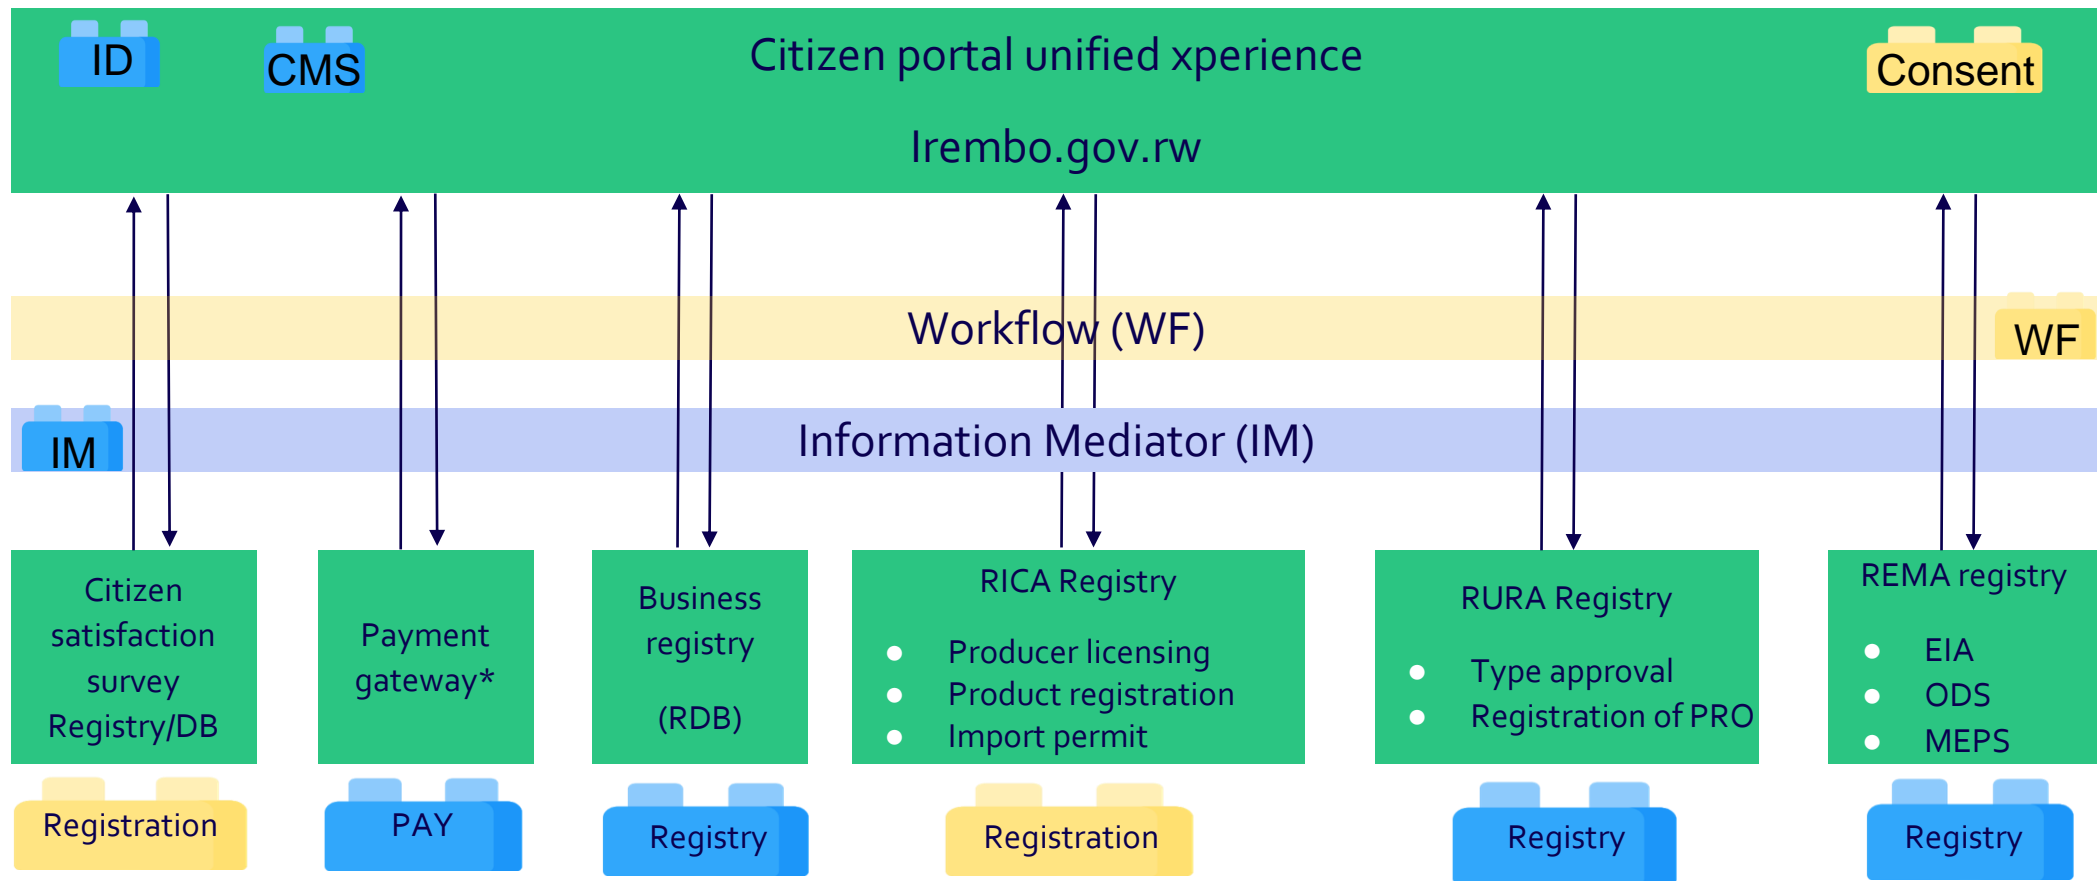 ID
CMS
Citizen portal unified xperience
Consent
Irembo.gov.rw
Workflow (WF)
WF
IM
Information Mediator (IM)
Citizen
satisfaction
survey
Registry/DB
Payment
gateway*
Business
registry
(RDB)
RICA Registry
● Producer licensing
● Product registration
● Import permit
RURA Registry
● Type approval
● Registration of PRO
REMA registry
● EIA
● ODS
● MEPS
Registration
PAY
Registry
Registration
Registry
Registry